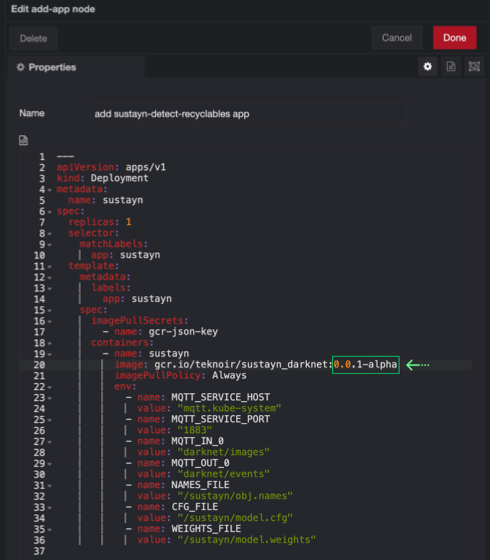 Edit add-app node
Delete Cancel Done
Properties
Name add sustayn-detect-recyclables app
1 ---
2 apiVersion: apps/v1
3 kind: Deployment
4 metadata:
5 name: sustayn
6 spec:
7 replicas: 1
8 selector:
9 matchLabels:
10 app: sustayn
11 template:
12 metadata:
13 labels:
14 app: sustayn
15 spec:
16 imagePullSecrets:
17 - name: gcr-json-key
18 containers:
19 - name: sustayn
20 image: gcr.io/teknoir/sustayn_darknet:0.0.1-alpha
21 imagePullPolicy: Always
22 env:
23 - name: MQTT_SERVICE_HOST
24 value: "mqtt.kube-system"
25 - name: MQTT_SERVICE_PORT
26 value: "1883"
27 - name: MQTT_IN_0
28 value: "darknet/images"
29 - name: MQTT_OUT_0
30 value: "darknet/events"
31 - name: NAMES_FILE
32 value: "/sustayn/obj.names"
33 - name: CFG_FILE
34 value: "/sustayn/model.cfg"
35 - name: WEIGHTS_FILE
36 value: "/sustayn/model.weights"
37